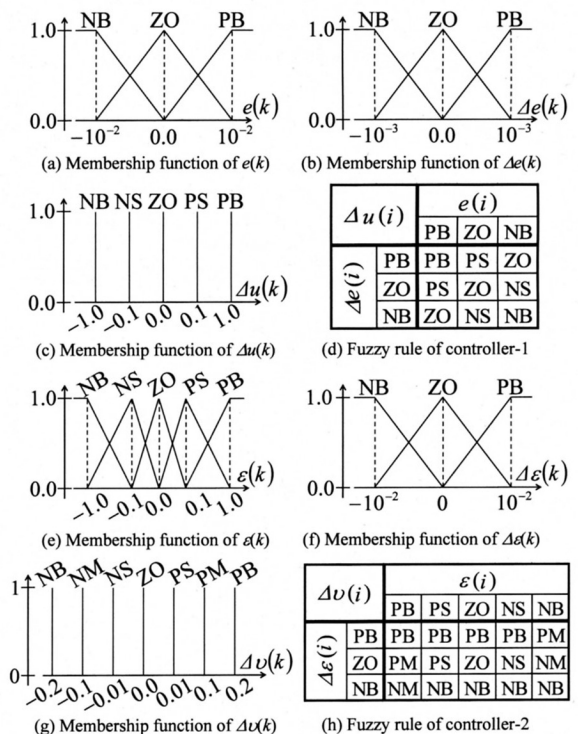 NB ZO PB
1.0
0.0
e(k)
−10⁻² 0.0 10⁻²
(a) Membership function of e(k)
NB ZO PB
1.0
0.0
Δe(k)
−10⁻³ 0.0 10⁻³
(b) Membership function of Δe(k)
NB NS ZO PS PB
1.0
0.0
Δu(k)
−1.0 −0.1 0.0 0.1 1.0
(c) Membership function of Δu(k)
Δu(i) e(i)
PB ZO NB
Δe(i)
PB PB PS ZO
ZO PS ZO NS
NB ZO NS NB
(d) Fuzzy rule of controller-1
NB NS ZO PS PB
1.0
0.0
ε(k)
−1.0 −0.1 0.0 0.1 1.0
(e) Membership function of ε(k)
NB ZO PB
1.0
0.0
Δε(k)
−10⁻² 0 10⁻²
(f) Membership function of Δε(k)
NB NM NS ZO PS PM PB
1
0
Δυ(k)
−0.2 −0.1 −0.01 0.0 0.01 0.1 0.2
(g) Membership function of Δυ(k)
Δυ(i) ε(i)
PB PS ZO NS NB
Δε(i)
PB PB PB PB PB PM
ZO PM PS ZO NS NM
NB NM NB NB NB NB
(h) Fuzzy rule of controller-2